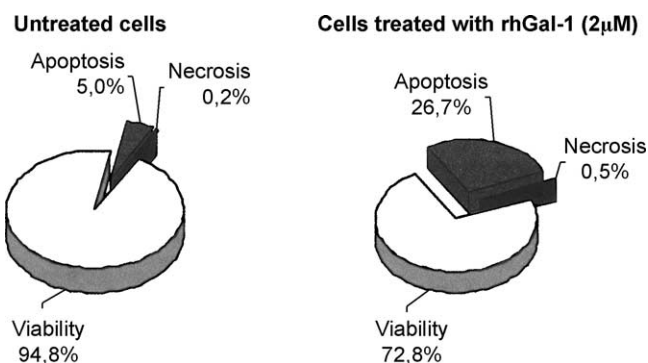 Untreated cells
Apoptosis
5,0%
Necrosis
0,2%
Viability
94,8%
Cells treated with rhGal-1 (2μM)
Apoptosis
26,7%
Necrosis
0,5%
Viability
72,8%